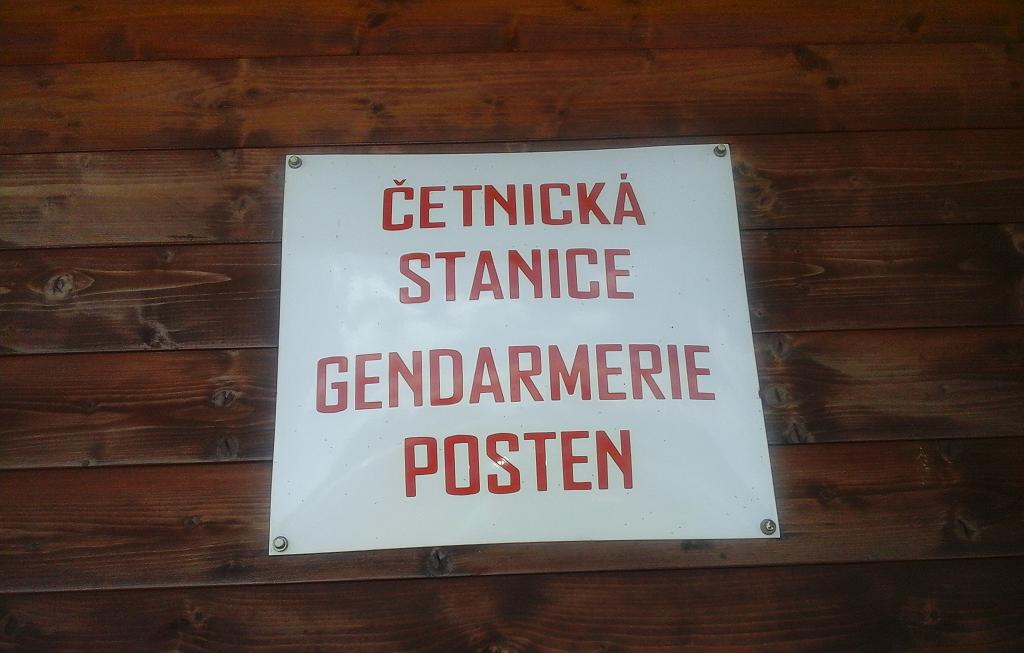 ČETNICKÁ
STANICE
GENDARMERIE
POSTEN